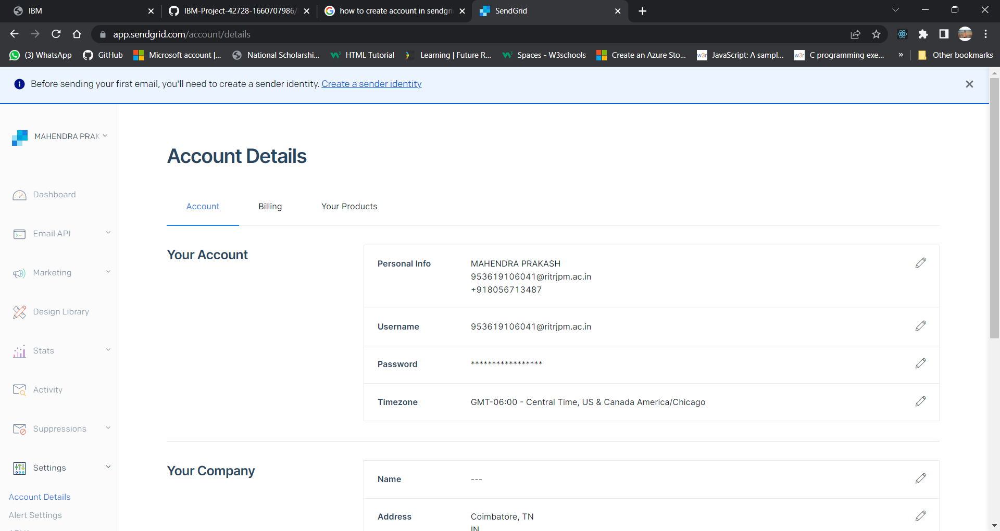 IBM
IBM-Project-42728-1660707986/
how to create account in sendgri
SendGrid
app.sendgrid.com/account/details
(3) WhatsApp
GitHub
Microsoft account |...
National Scholarshi...
HTML Tutorial
Learning | Future R...
Spaces - W3schools
Create an Azure Sto...
w3r
JavaScript: A sampl...
w3r
C programming exe...
»
Other bookmarks
Before sending your first email, you'll need to create a sender identity. Create a sender identity
MAHENDRA PRAK
Dashboard
Email API
Marketing
Design Library
Stats
Activity
Suppressions
Settings
Account Details
Alert Settings
Account Details
Account
Billing
Your Products
Your Account
Personal Info
MAHENDRA PRAKASH
953619106041@ritrjpm.ac.in
+918056713487
Username
953619106041@ritrjpm.ac.in
Password
*****************
Timezone
GMT-06:00 - Central Time, US & Canada America/Chicago
Your Company
Name
---
Address
Coimbatore, TN
IN